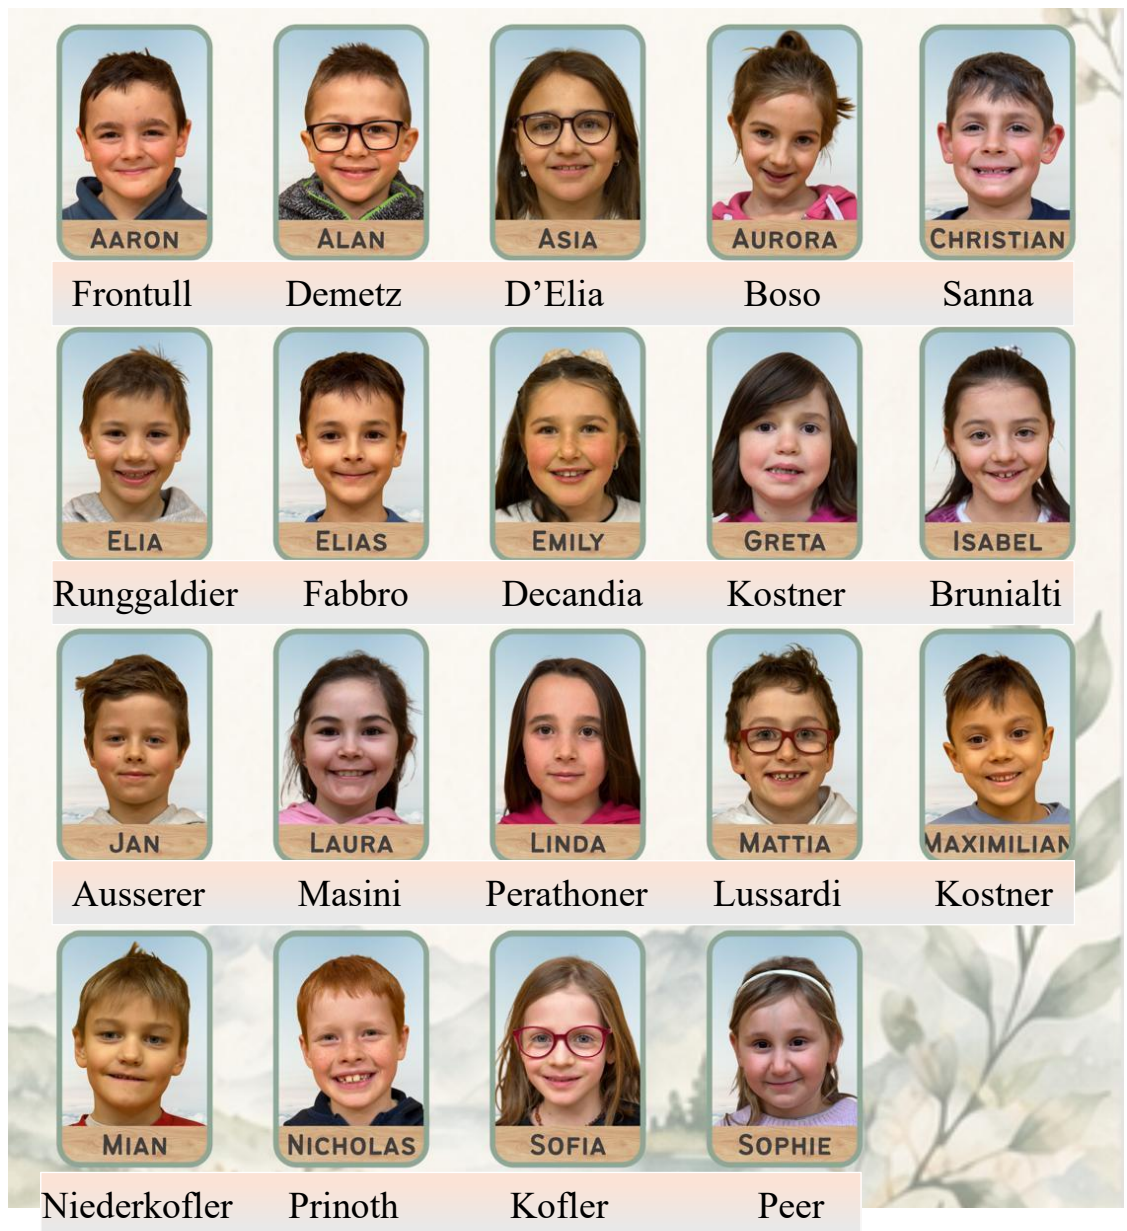 AARON ALAN ASIA AURORA CHRISTIAN
Frontull Demetz D’Elia Boso Sanna
ELIA ELIAS EMILY GRETA ISABEL
Runggaldier Fabbro Decandia Kostner Brunialti
JAN LAURA LINDA MATTIA MAXIMILIAN
Ausserer Masini Perathoner Lussardi Kostner
MIAN NICHOLAS SOFIA SOPHIE
Niederkofler Prinoth Kofler Peer